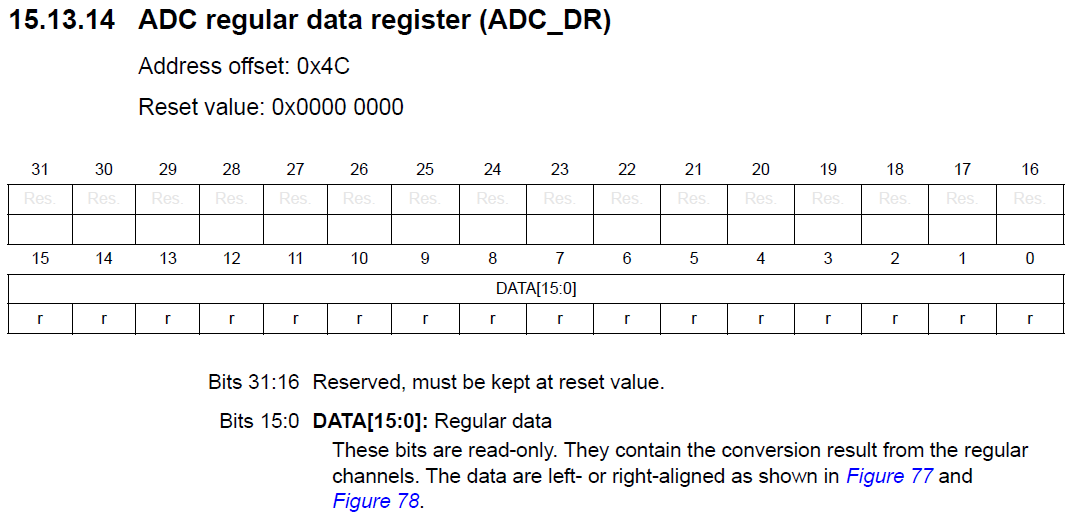 15.13.14 ADC regular data register (ADC_DR)
Address offset: 0x4C
Reset value: 0x0000 0000
31 30 29 28 27 26 25 24 23 22 21 20 19 18 17 16
Res. Res. Res. Res. Res. Res. Res. Res. Res. Res. Res. Res. Res. Res. Res. Res.
15 14 13 12 11 10 9 8 7 6 5 4 3 2 1 0
DATA[15:0]
r r r r r r r r r r r r r r r r
Bits 31:16 Reserved, must be kept at reset value.
Bits 15:0 DATA[15:0]: Regular data
These bits are read-only. They contain the conversion result from the regular
channels. The data are left- or right-aligned as shown in Figure 77 and
Figure 78.